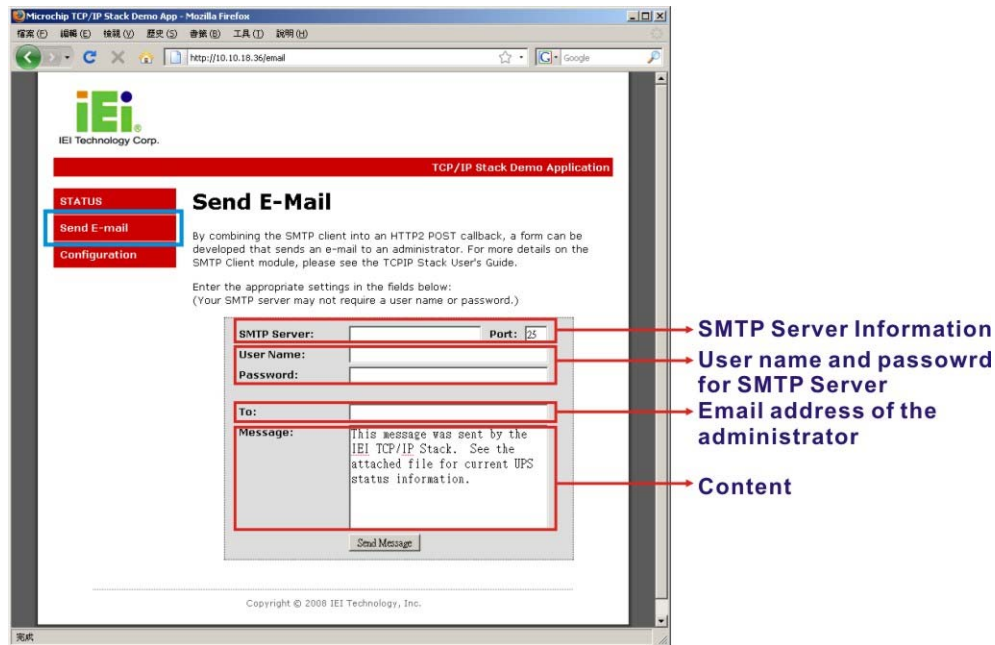 Microchip TCP/IP Stack Demo App - Mozilla Firefox
檔案(F) 編輯(E) 檢視(V) 歷史(S) 書籤(B) 工具(T) 說明(H)
http://10.10.18.36/email
Google
iEi
IEI Technology Corp.
TCP/IP Stack Demo Application
STATUS
Send E-mail
Configuration
Send E-Mail
By combining the SMTP client into an HTTP2 POST callback, a form can be
developed that sends an e-mail to an administrator. For more details on the
SMTP Client module, please see the TCPIP Stack User's Guide.
Enter the appropriate settings in the fields below:
(Your SMTP server may not require a user name or password.)
SMTP Server: Port: 25
User Name:
Password:
To:
Message:
This message was sent by the
IEI TCP/IP Stack. See the
attached file for current UPS
status information.
Send Message
Copyright © 2008 IEI Technology, Inc.
完成
SMTP Server Information
User name and passowrd
for SMTP Server
Email address of the
administrator
Content